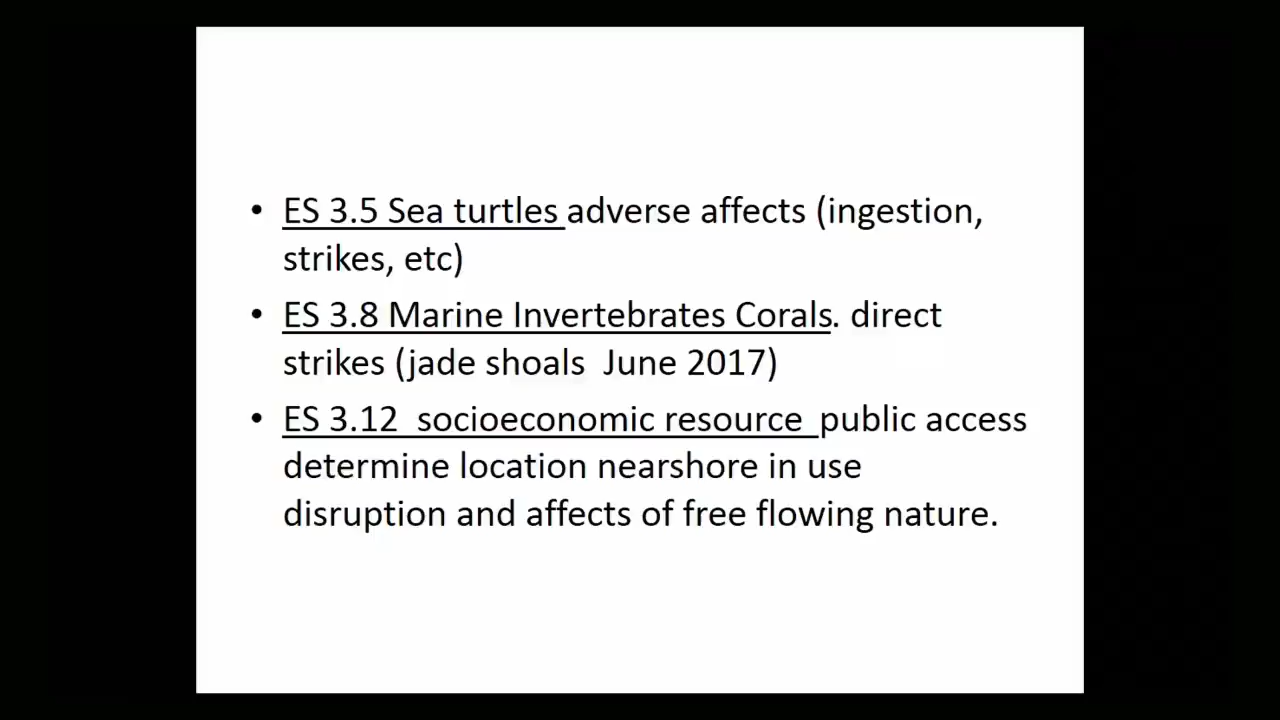 • ES 3.5 Sea turtles adverse affects (ingestion,
strikes, etc)
• ES 3.8 Marine Invertebrates Corals. direct
strikes (jade shoals  June 2017)
• ES 3.12  socioeconomic resource  public access
determine location nearshore in use
disruption and affects of free flowing nature.